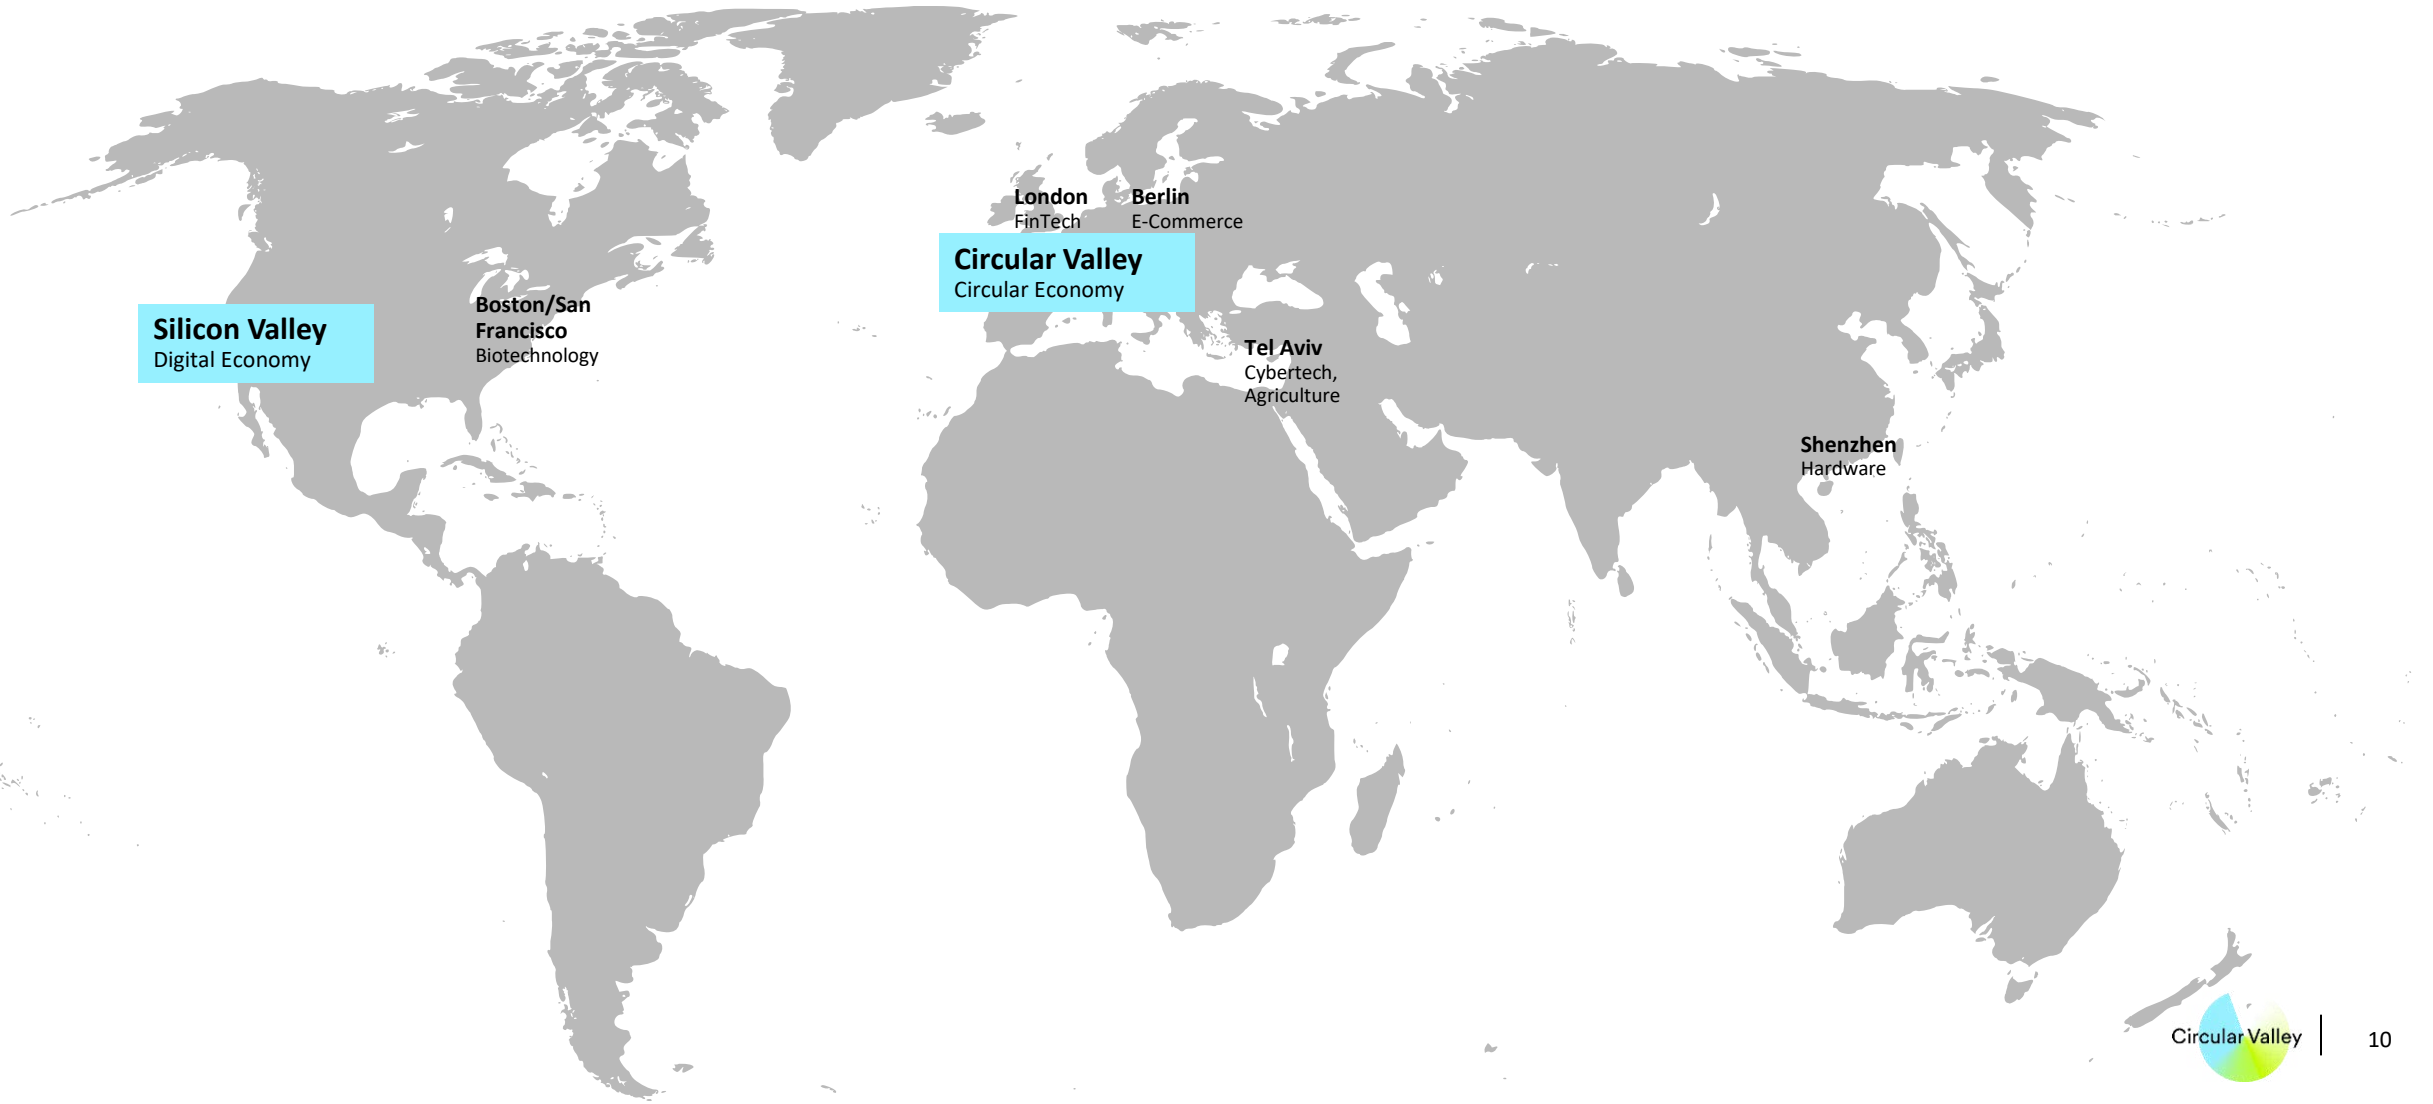 London
FinTech
Berlin
E-Commerce
Circular Valley
Circular Economy
Silicon Valley
Digital Economy
Boston/San
Francisco
Biotechnology
Tel Aviv
Cybertech,
Agriculture
Shenzhen
Hardware
Circular Valley
10